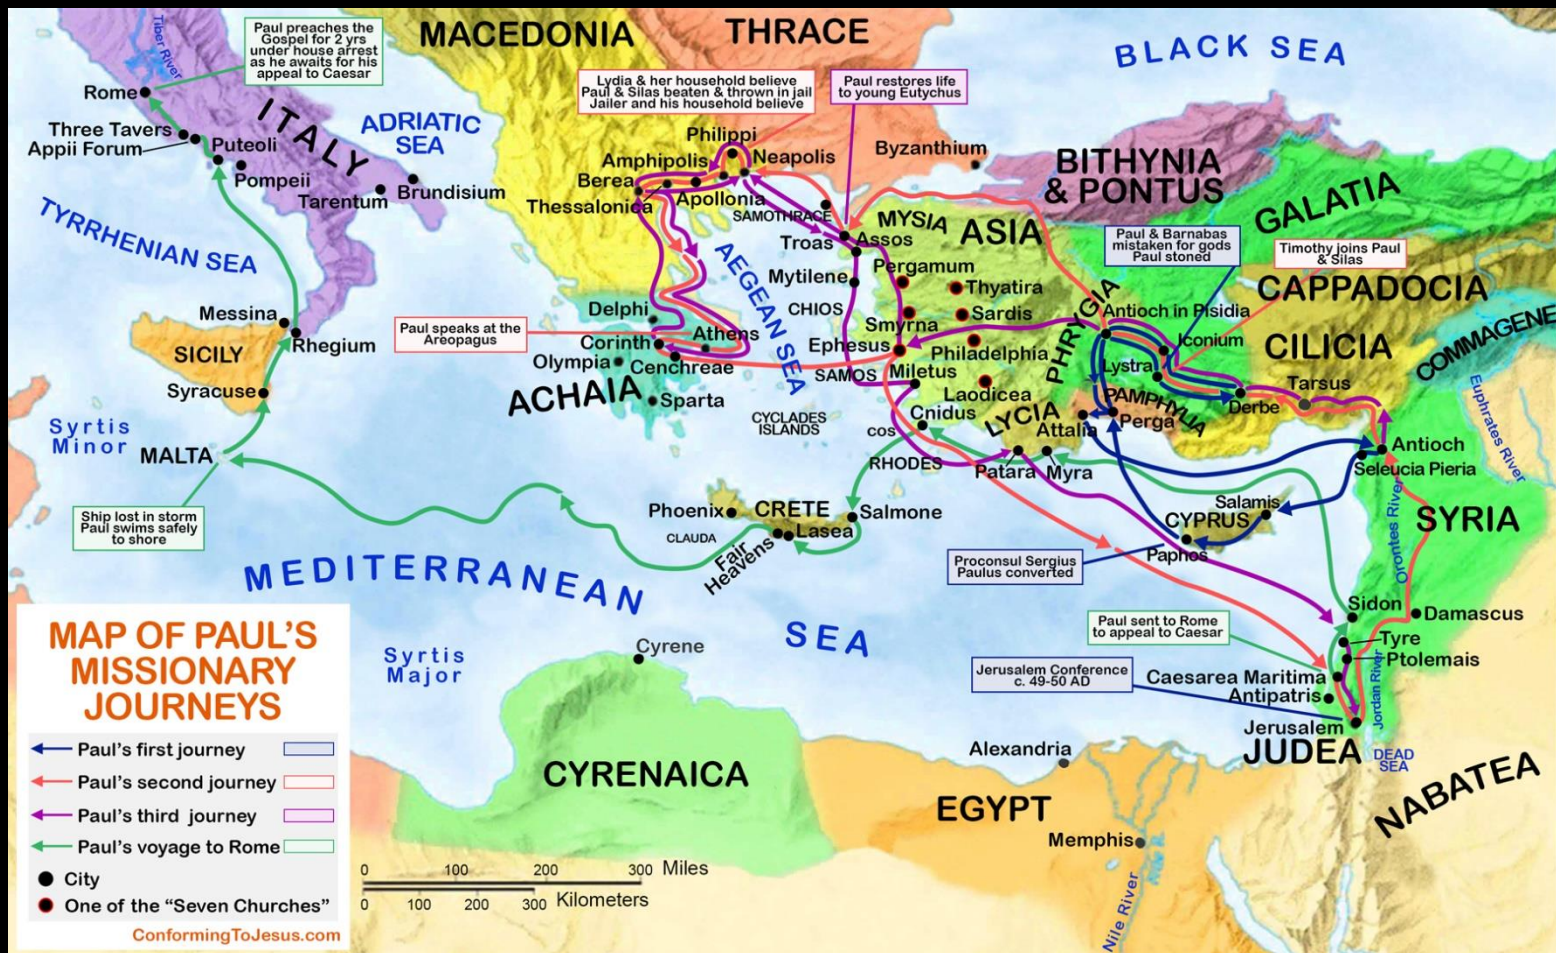 MACEDONIA
THRACE
BLACK SEA
Paul preaches the
Gospel for 2 yrs
under house arrest
as he awaits for his
appeal to Caesar
Tiber River
Rome
ITALY
ADRIATIC
SEA
Three Tavers
Appii Forum
Puteoli
Pompeii
Tarentum
Brundisium
TYRRHENIAN SEA
Lydia & her household believe
Paul & Silas beaten & thrown in jail
Jailer and his household believe
Paul restores life
to young Eutychus
Philippi
Neapolis
Amphipolis
Berea
Thessalonica
Apollonia
SAMOTHRACE
Byzanthium
BITHYNIA
& PONTUS
GALATIA
MYSIA
ASIA
Troas
Assos
Mytilene
Pergamum
Thyatira
CHIOS
Smyrna
Sardis
AEGEAN SEA
Paul & Barnabas
mistaken for gods
Paul stoned
Timothy joins Paul
& Silas
CAPPADOCIA
Antioch in Pisidia
PHRYGIA
Iconium
CILICIA
COMMAGENE
Messina
Rhegium
SICILY
Syracuse
Delphi
Paul speaks at the
Areopagus
Corinth
Athens
Olympia
Cenchreae
ACHAIA
Sparta
Ephesus
Philadelphia
SAMOS
Miletus
Laodicea
Lystra
Derbe
Tarsus
Euphrates River
CYCLADES
ISLANDS
Cnidus
COS
LYCIA
PAMPHYLIA
Attalia
Perga
Antioch
Seleucia Pieria
Syrtis
Minor
MALTA
RHODES
Patara
Myra
Ship lost in storm
Paul swims safely
to shore
Phoenix
CRETE
Salmone
CLAUDA
Fair
Heavens
Lasea
Salamis
CYPRUS
Paphos
Orontes River
SYRIA
Proconsul Sergius
Paulus converted
MEDITERRANEAN
SEA
Sidon
Damascus
Paul sent to Rome
to appeal to Caesar
Tyre
Ptolemais
Cyrene
Syrtis
Major
Jerusalem Conference
c. 49-50 AD
Caesarea Maritima
Antipatris
Jordan River
Jerusalem
JUDEA
DEAD
SEA
NABATEA
Alexandria
CYRENAICA
EGYPT
Memphis
Nile River
MAP OF PAUL'S
MISSIONARY
JOURNEYS
Paul's first journey
Paul's second journey
Paul's third journey
Paul's voyage to Rome
City
One of the “Seven Churches”
ConformingToJesus.com
0 100 200 300 Miles
0 100 200 300 Kilometers